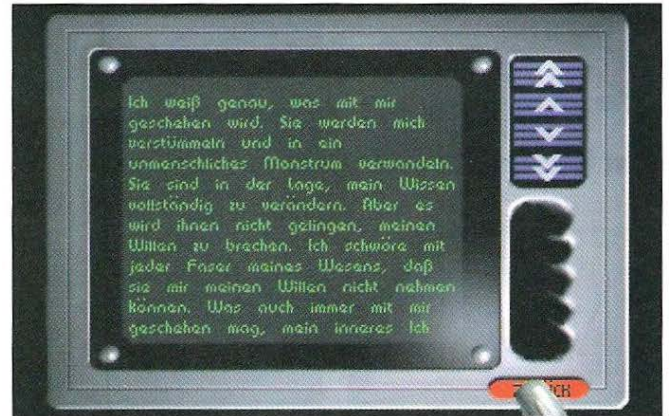 Ich weiß genau, was mit mir
geschehen wird. Sie werden mich
verstümmeln und in ein
unmenschliches Monstrum verwandeln.
Sie sind in der Lage, mein Wissen
vollständig zu verändern. Aber es
wird ihnen nicht gelingen, meinen
Willen zu brechen. Ich schwöre mit
jeder Faser meines Wesens, daß
sie mir meinen Willen nicht nehmen
können. Was auch immer mit mir
geschehen mag, mein inneres Ich